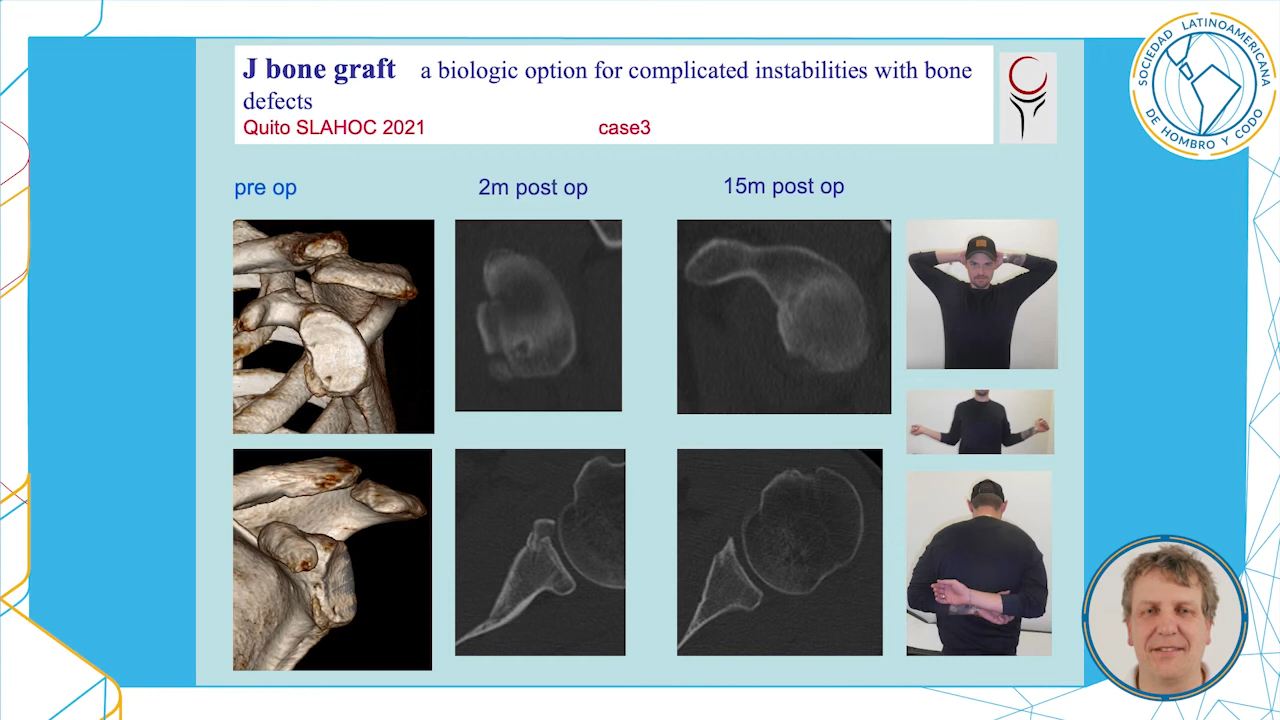 J bone graft a biologic option for complicated instabilities with bone
defects
Quito SLAHOC 2021 case3
pre op 2m post op 15m post op
SOCIEDAD LATINOAMERICANA
DE HOMBRO Y CODO